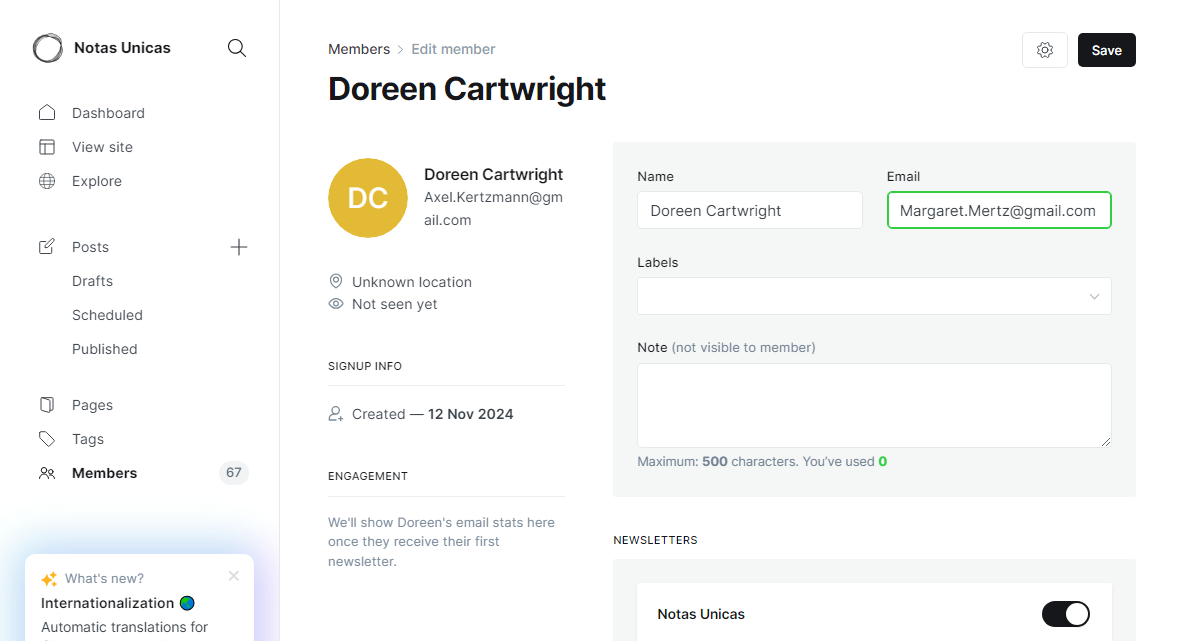 Notas Unicas
Dashboard
View site
Explore
Posts
Drafts
Scheduled
Published
Pages
Tags
Members 67
What's new?
Internationalization
Automatic translations for
Members > Edit member
Save
Doreen Cartwright
DC
Doreen Cartwright
Axel.Kertzmann@gm
ail.com
Unknown location
Not seen yet
SIGNUP INFO
Created — 12 Nov 2024
ENGAGEMENT
We'll show Doreen's email stats here
once they receive their first
newsletter.
Name
Doreen Cartwright
Email
Margaret.Mertz@gmail.com
Labels
Note (not visible to member)
Maximum: 500 characters. You've used 0
NEWSLETTERS
Notas Unicas